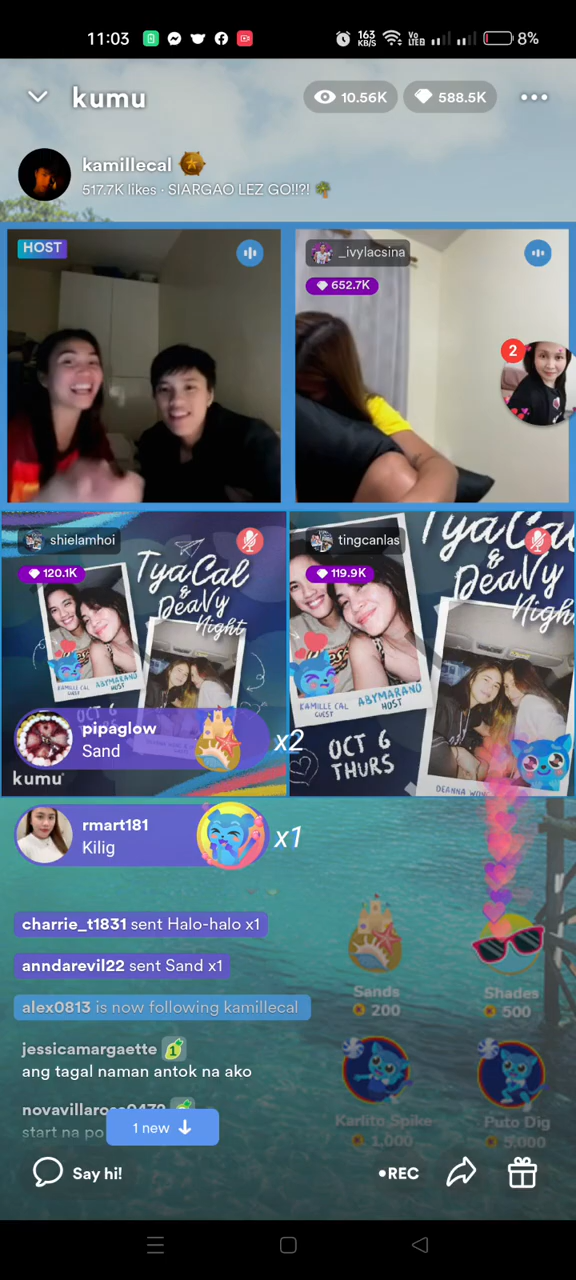 11:03
163 KB/S
Vo LTE2
8%
kumu
10.56K
588.5K
kamillecal
517.7K likes · SIARGAO LEZ GO!!?!
HOST
_ivylacsina
652.7K
2
shielamhoi
120.1K
TyaCal
& DeaVy
Night
KAMILLE CAL
GUEST
ABYMARANO
HOST
OCT 6
tingcanlas
119.9K
TyaCal
& DeaVy
Night
KAMILLE CAL
GUEST
ABYMARANO
HOST
OCT 6
THURS
pipaglow
Sand
x2
kumu
rmart181
Kilig
x1
charrie_t1831 sent Halo-halo x1
anndarevil22 sent Sand x1
alex0813 is now following kamillecal
jessicamargaette 1
ang tagal naman antok na ako
start na po
1 new
Sands
200
Shades
500
Karlito Spike
1,000
Puto Dig
5,000
Say hi!
•REC